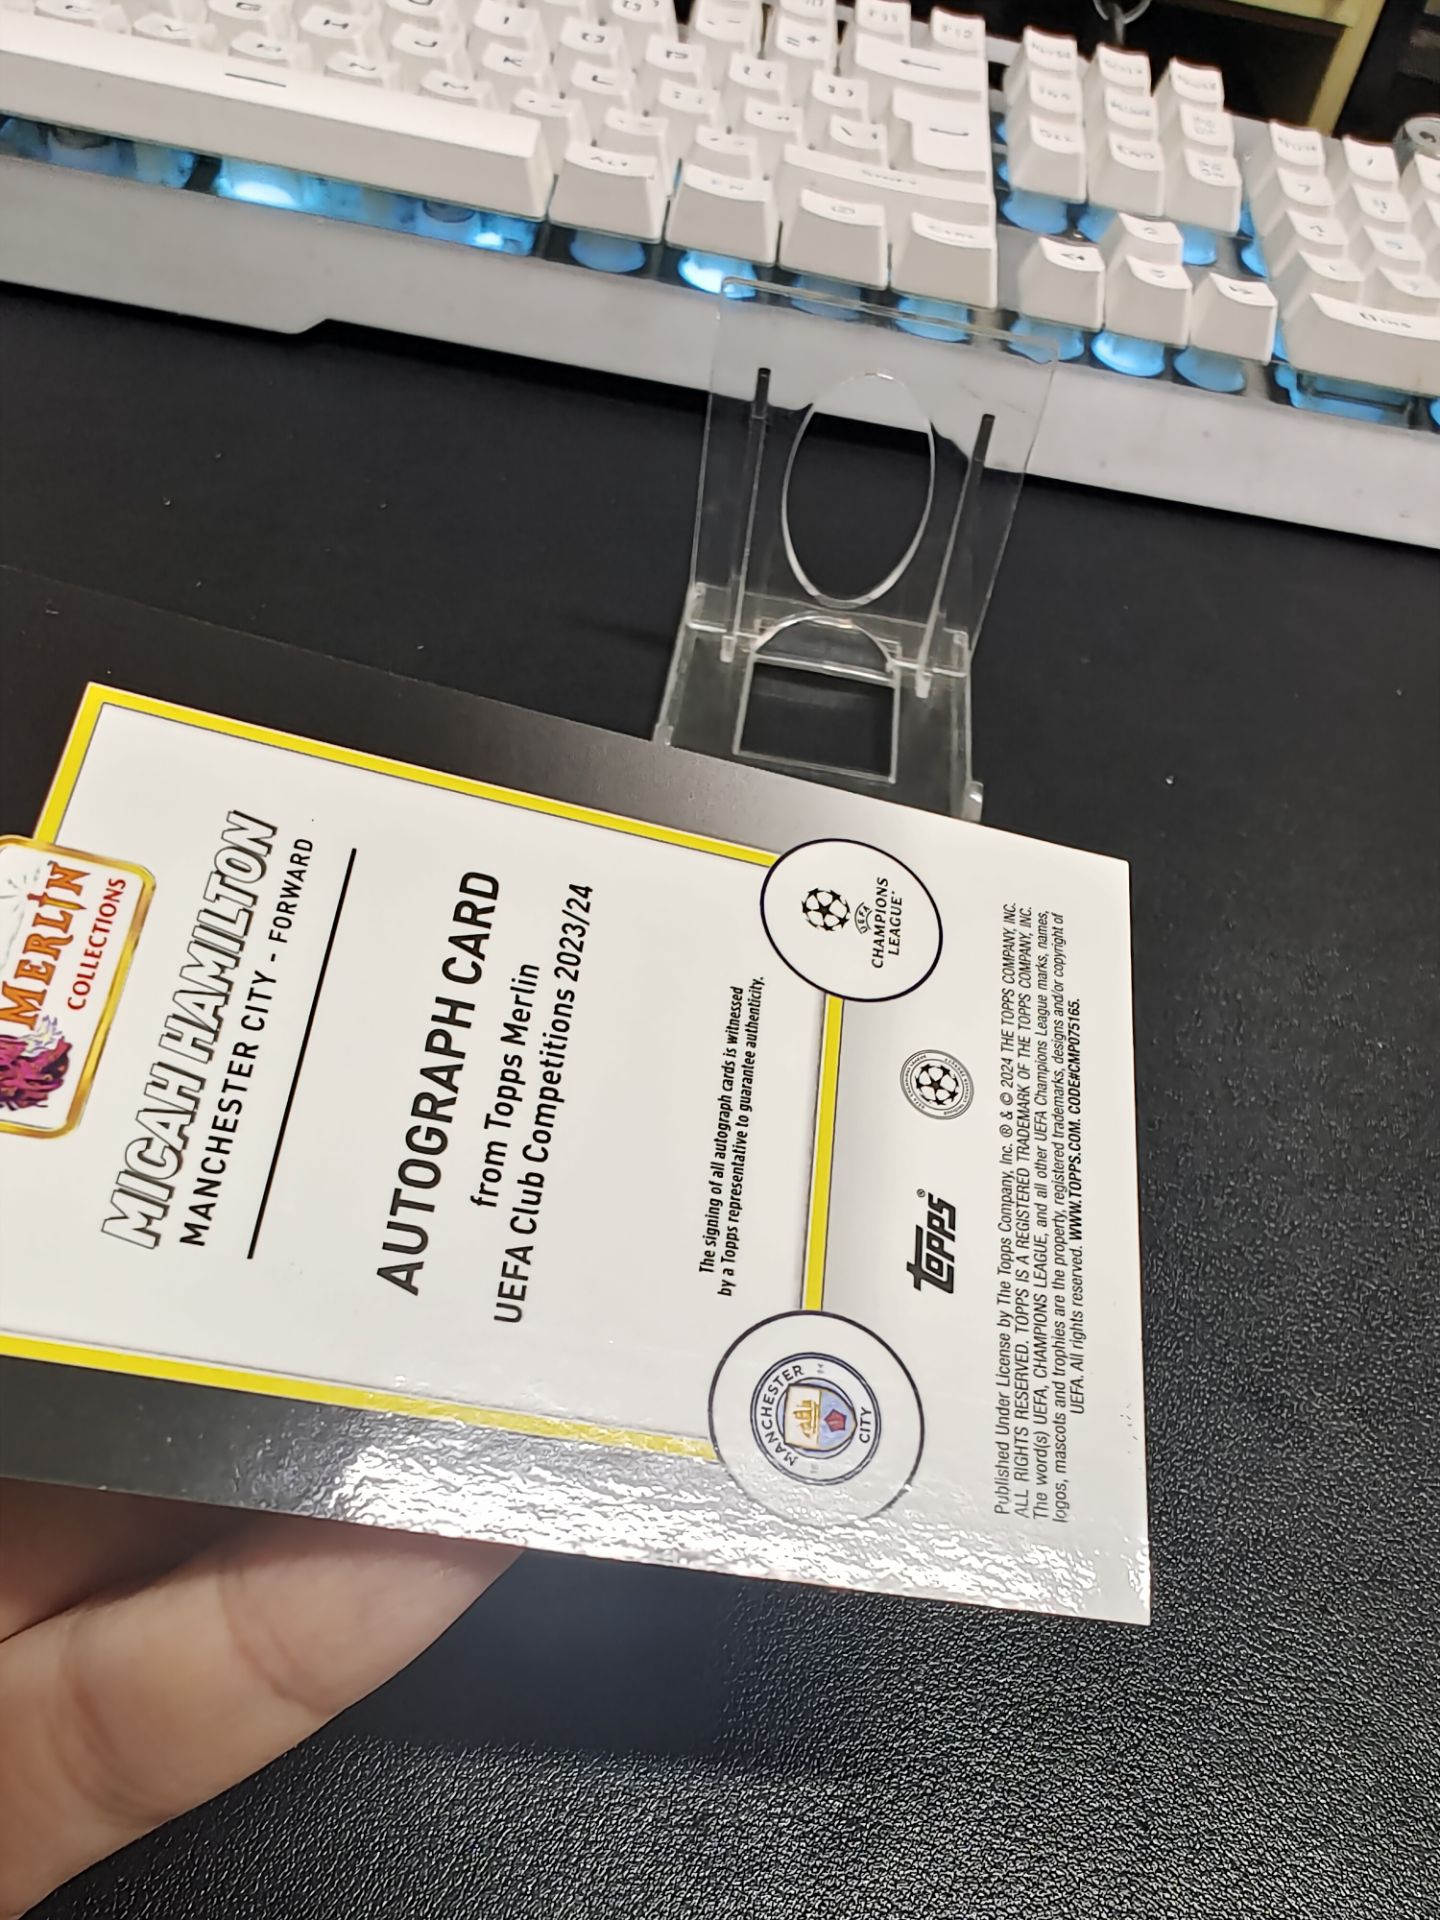 MERLIN
COLLECTIONS
MICAH HAMILTON
MANCHESTER CITY - FORWARD
AUTOGRAPH CARD
from Topps Merlin
UEFA Club Competitions 2023/24
The signing of all autograph cards is witnessed
by a Topps representative to guarantee authenticity.
MANCHESTER
CITY
UEFA
CHAMPIONS
LEAGUE
topps®
Published Under License by The Topps Company, Inc. ® & © 2024 THE TOPPS COMPANY, INC.
ALL RIGHTS RESERVED. TOPPS IS A REGISTERED TRADEMARK OF THE TOPPS COMPANY, INC.
The word(s) UEFA, CHAMPIONS LEAGUE, and all other UEFA Champions League marks, names,
logos, mascots and trophies are the property, registered trademarks, designs and/or copyright of
UEFA. All rights reserved. WWW.TOPPS.COM. CODE#CMP075165.